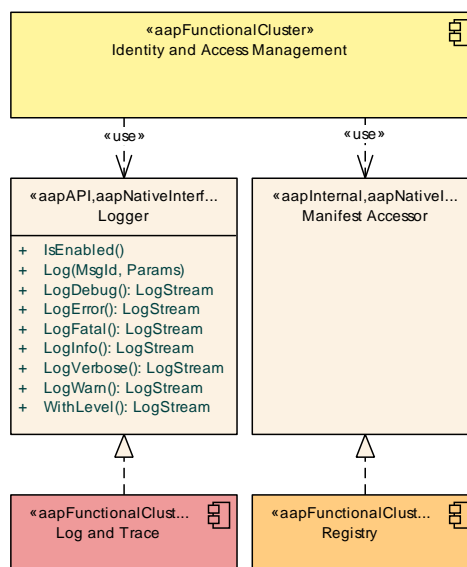 «aapFunctionalCluster»
Identity and Access Management
«use»
«use»
«aapAPI,aapNativeInterf...
Logger
+ IsEnabled()
+ Log(MsgId, Params)
+ LogDebug(): LogStream
+ LogError(): LogStream
+ LogFatal(): LogStream
+ LogInfo(): LogStream
+ LogVerbose(): LogStream
+ LogWarn(): LogStream
+ WithLevel(): LogStream
«aapInternal,aapNativeI...
Manifest Accessor
«aapFunctionalClust...
Log and Trace
«aapFunctionalClust...
Registry